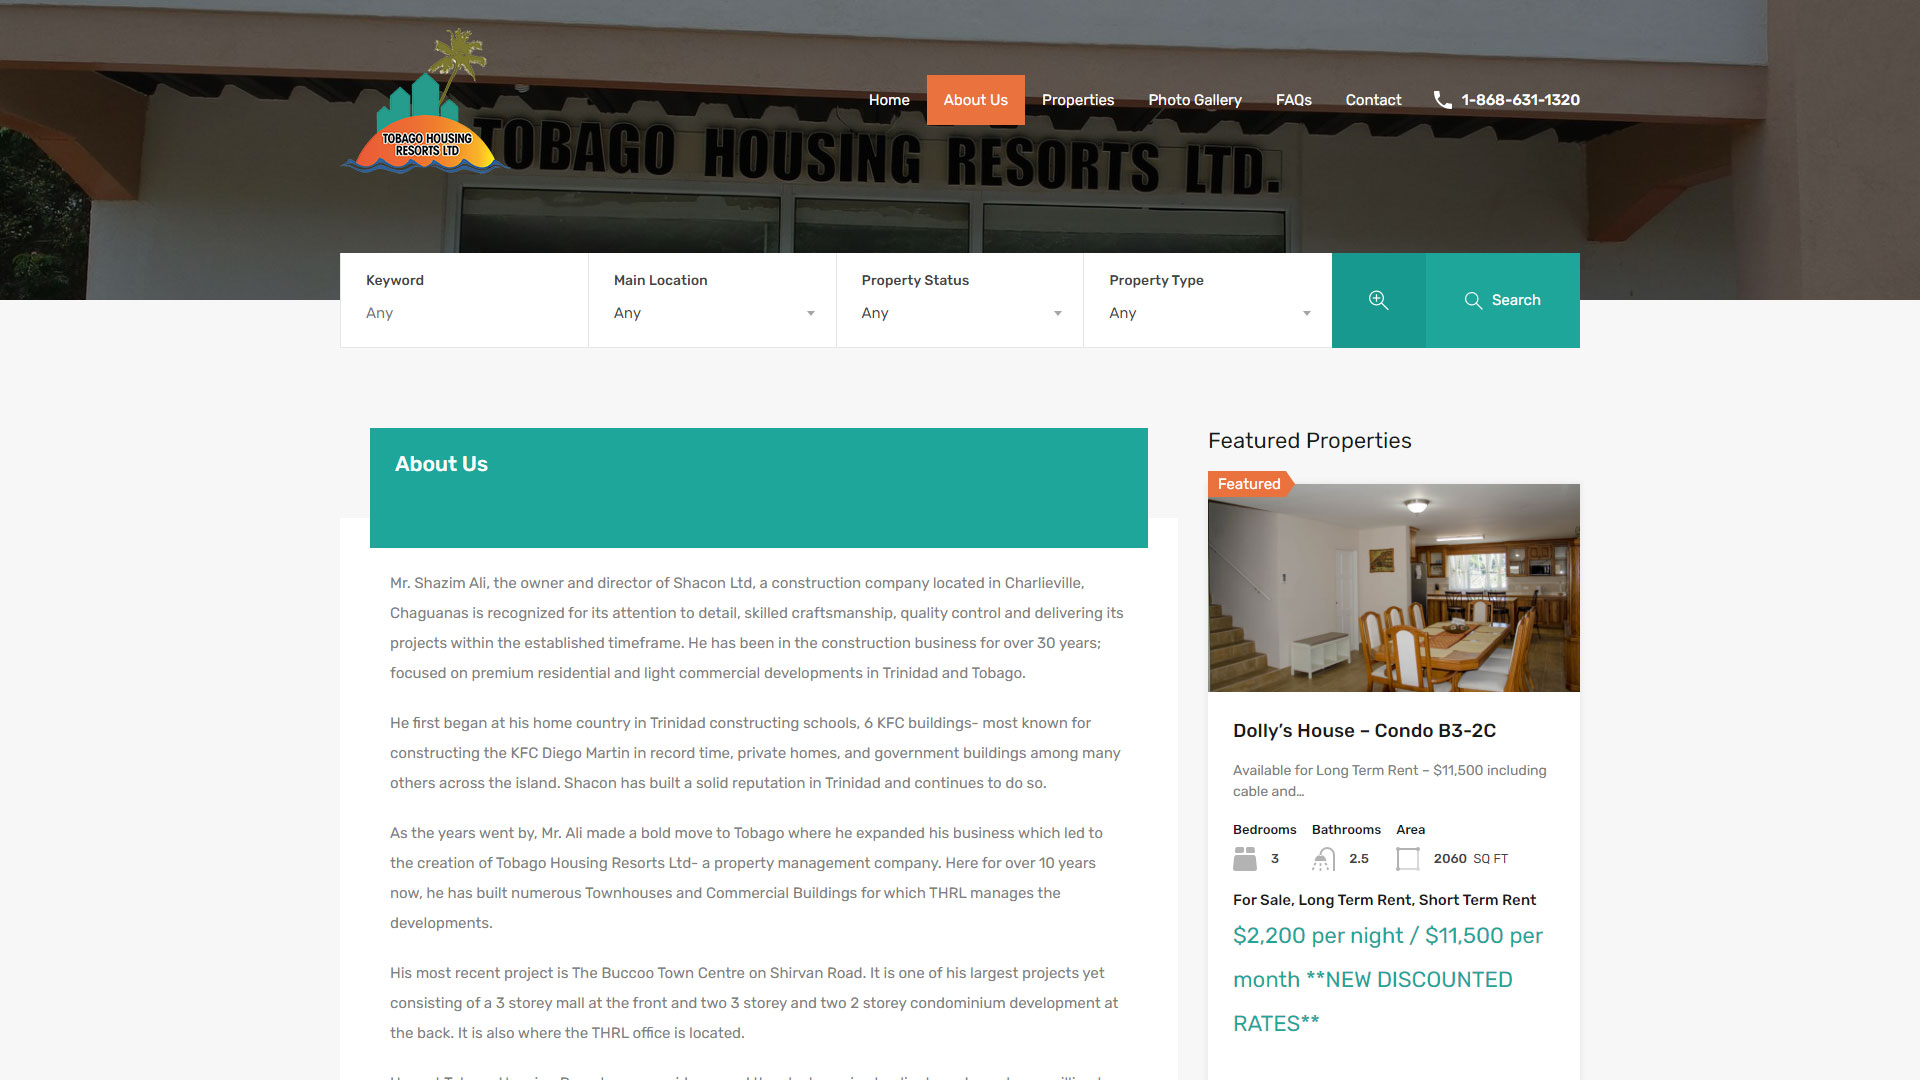 TOBAGO HOUSING
RESORTS LTD
Home
About Us
Properties
Photo Gallery
FAQs
Contact
1-868-631-1320
TOBAGO HOUSING RESORTS LTD.
Keyword
Any
Main Location
Any
Property Status
Any
Property Type
Any
Search
About Us
Mr. Shazim Ali, the owner and director of Shacon Ltd, a construction company located in Charlieville,
Chaguanas is recognized for its attention to detail, skilled craftsmanship, quality control and delivering its
projects within the established timeframe. He has been in the construction business for over 30 years;
focused on premium residential and light commercial developments in Trinidad and Tobago.
He first began at his home country in Trinidad constructing schools, 6 KFC buildings- most known for
constructing the KFC Diego Martin in record time, private homes, and government buildings among many
others across the island. Shacon has built a solid reputation in Trinidad and continues to do so.
As the years went by, Mr. Ali made a bold move to Tobago where he expanded his business which led to
the creation of Tobago Housing Resorts Ltd- a property management company. Here for over 10 years
now, he has built numerous Townhouses and Commercial Buildings for which THRL manages the
developments.
His most recent project is The Buccoo Town Centre on Shirvan Road. It is one of his largest projects yet
consisting of a 3 storey mall at the front and two 3 storey and two 2 storey condominium development at
the back. It is also where the THRL office is located.
Featured Properties
Featured
Dolly's House – Condo B3-2C
Available for Long Term Rent – $11,500 including
cable and…
Bedrooms
Bathrooms
Area
3
2.5
2060 SQ FT
For Sale, Long Term Rent, Short Term Rent
$2,200 per night / $11,500 per
month **NEW DISCOUNTED
RATES**